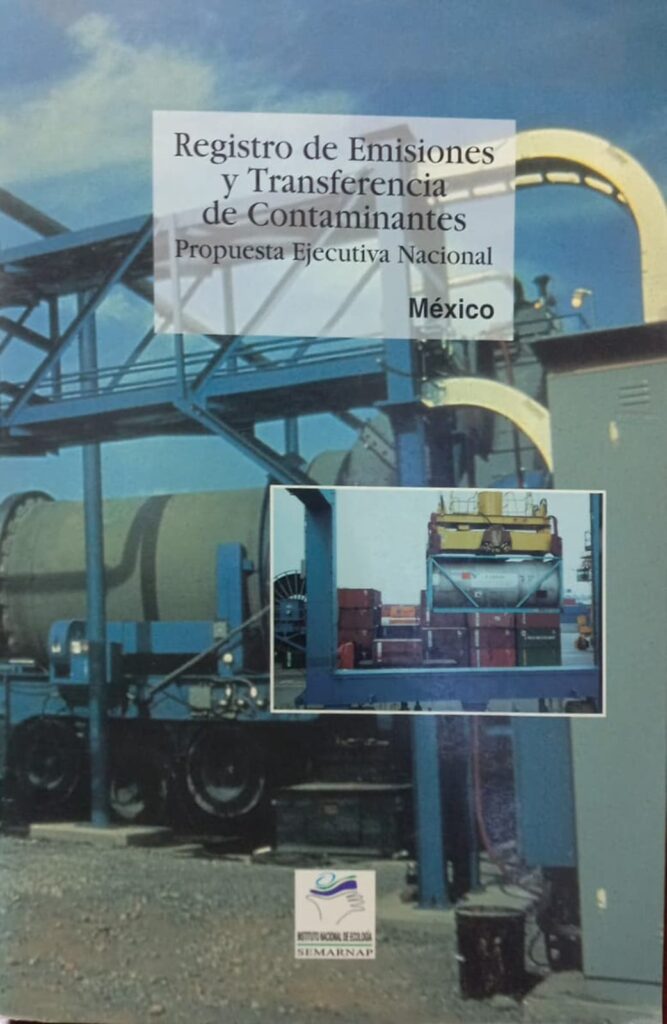 Registro de Emisiones
y Transferencia
de Contaminantes
Propuesta Ejecutiva Nacional
México
INSTITUTO NACIONAL DE ECOLOGÍA
SEMARNAP